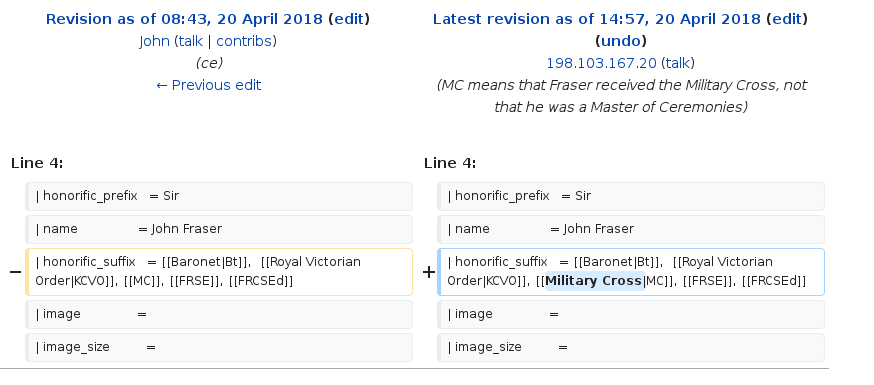 Revision as of 08:43, 20 April 2018 (edit)
John (talk | contribs)
(ce)
← Previous edit
Latest revision as of 14:57, 20 April 2018 (edit)
(undo)
198.103.167.20 (talk)
(MC means that Fraser received the Military Cross, not
that he was a Master of Ceremonies)
Line 4:
Line 4:
| honorific_prefix = Sir
| honorific_prefix = Sir
| name = John Fraser
| name = John Fraser
− | honorific_suffix = [[Baronet|Bt]], [[Royal Victorian
Order|KCVO]], [[MC]], [[FRSE]], [[FRCSEd]]
+ | honorific_suffix = [[Baronet|Bt]], [[Royal Victorian
Order|KCVO]], [[Military Cross|MC]], [[FRSE]], [[FRCSEd]]
| image =
| image =
| image_size =
| image_size =